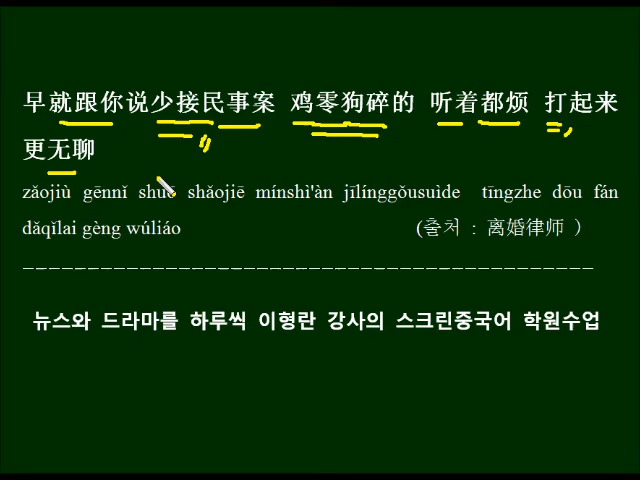 早就跟你说少接民事案 鸡零狗碎的 听着都烦 打起来
更无聊
zǎojiù gēnnǐ shuō shǎojiē mínshì'àn jīlínggǒusuìde tīngzhe dōu fán
dǎqǐlai gèng wúliáo (출처 : 离婚律师 )
뉴스와 드라마를 하루씩 이형란 강사의 스크린중국어 학원수업